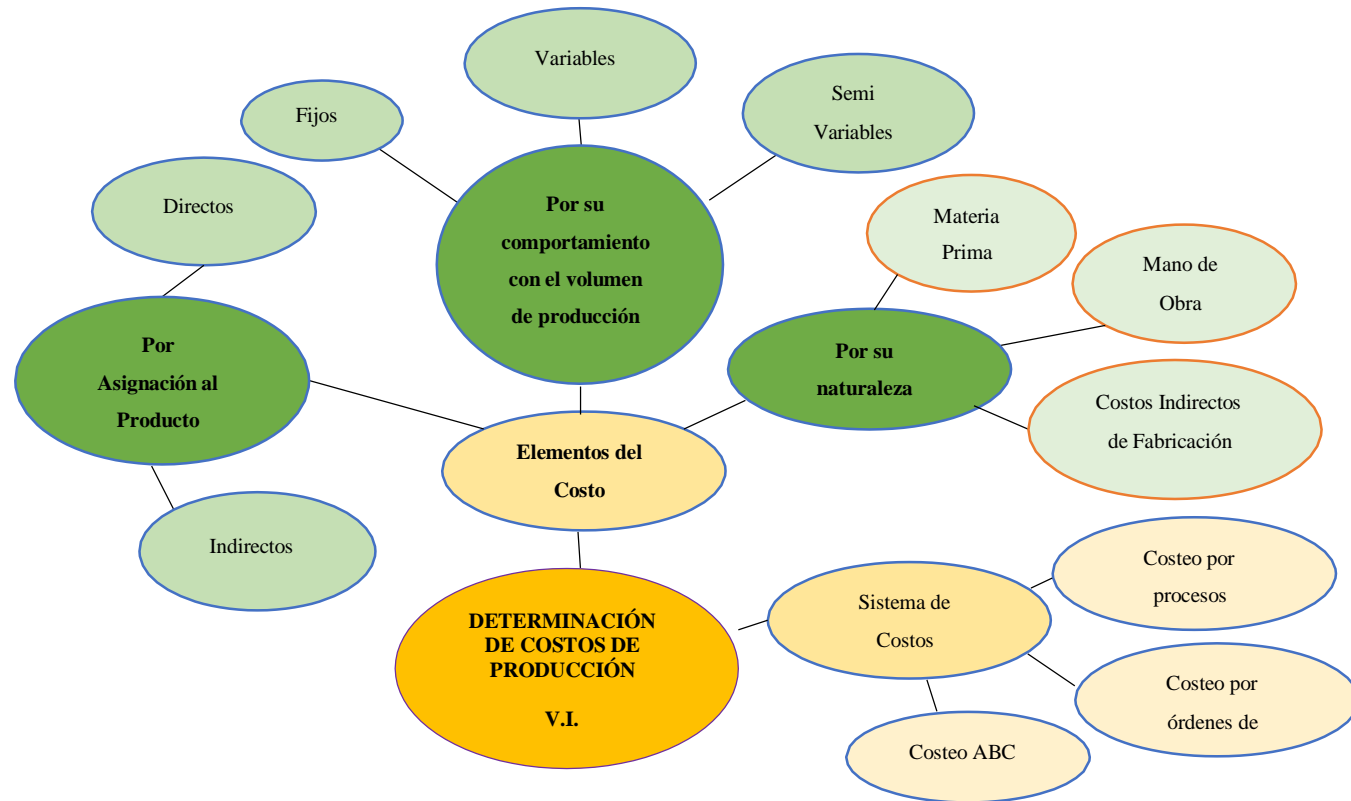 Variables
Semi
Variables
Fijos
Directos
Por su
comportamiento
con el volumen
de producción
Materia
Prima
Mano de
Obra
Por
Asignación al
Producto
Por su
naturaleza
Costos Indirectos
de Fabricación
Elementos del
Costo
Indirectos
DETERMINACIÓN
DE COSTOS DE
PRODUCCIÓN
V.I.
Sistema de
Costos
Costeo por
procesos
Costeo por
órdenes de
Costeo ABC